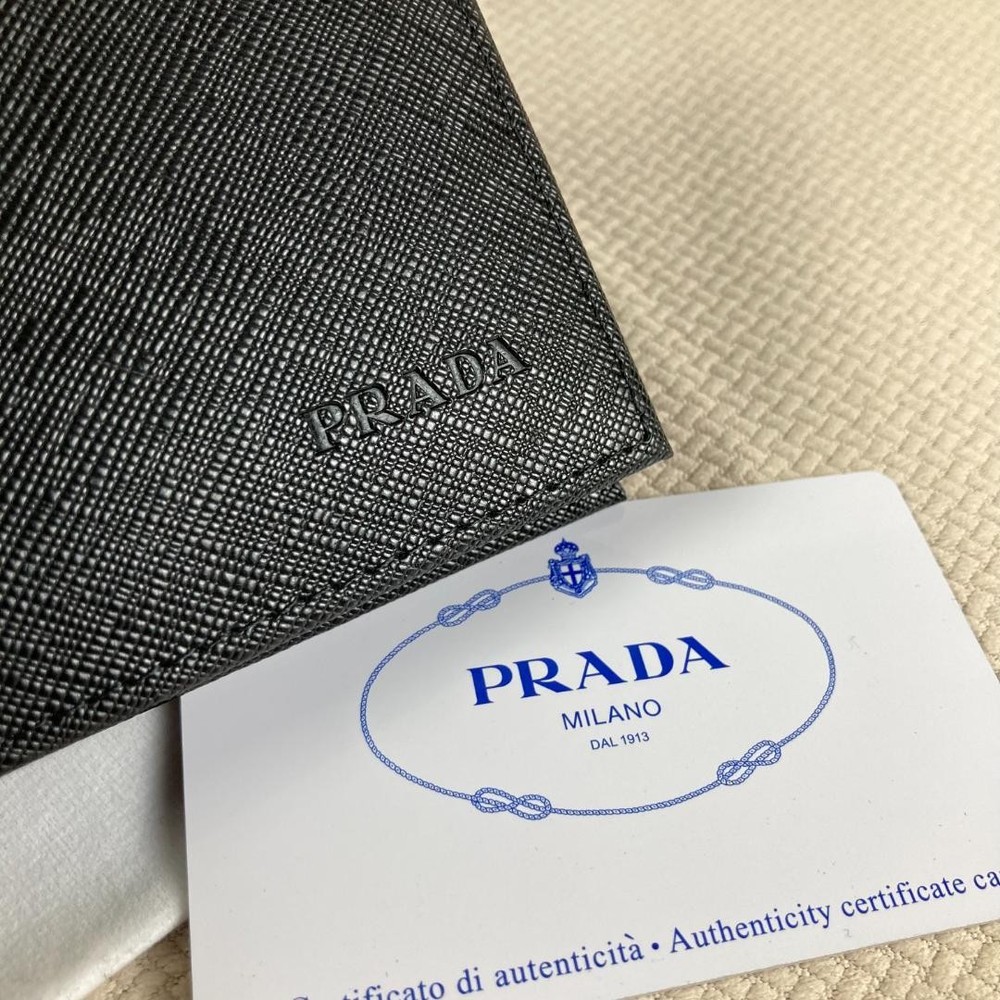 PRADA
PRADA
MILANO
DAL 1913
Certificato di autenticità • Authenticity certificate